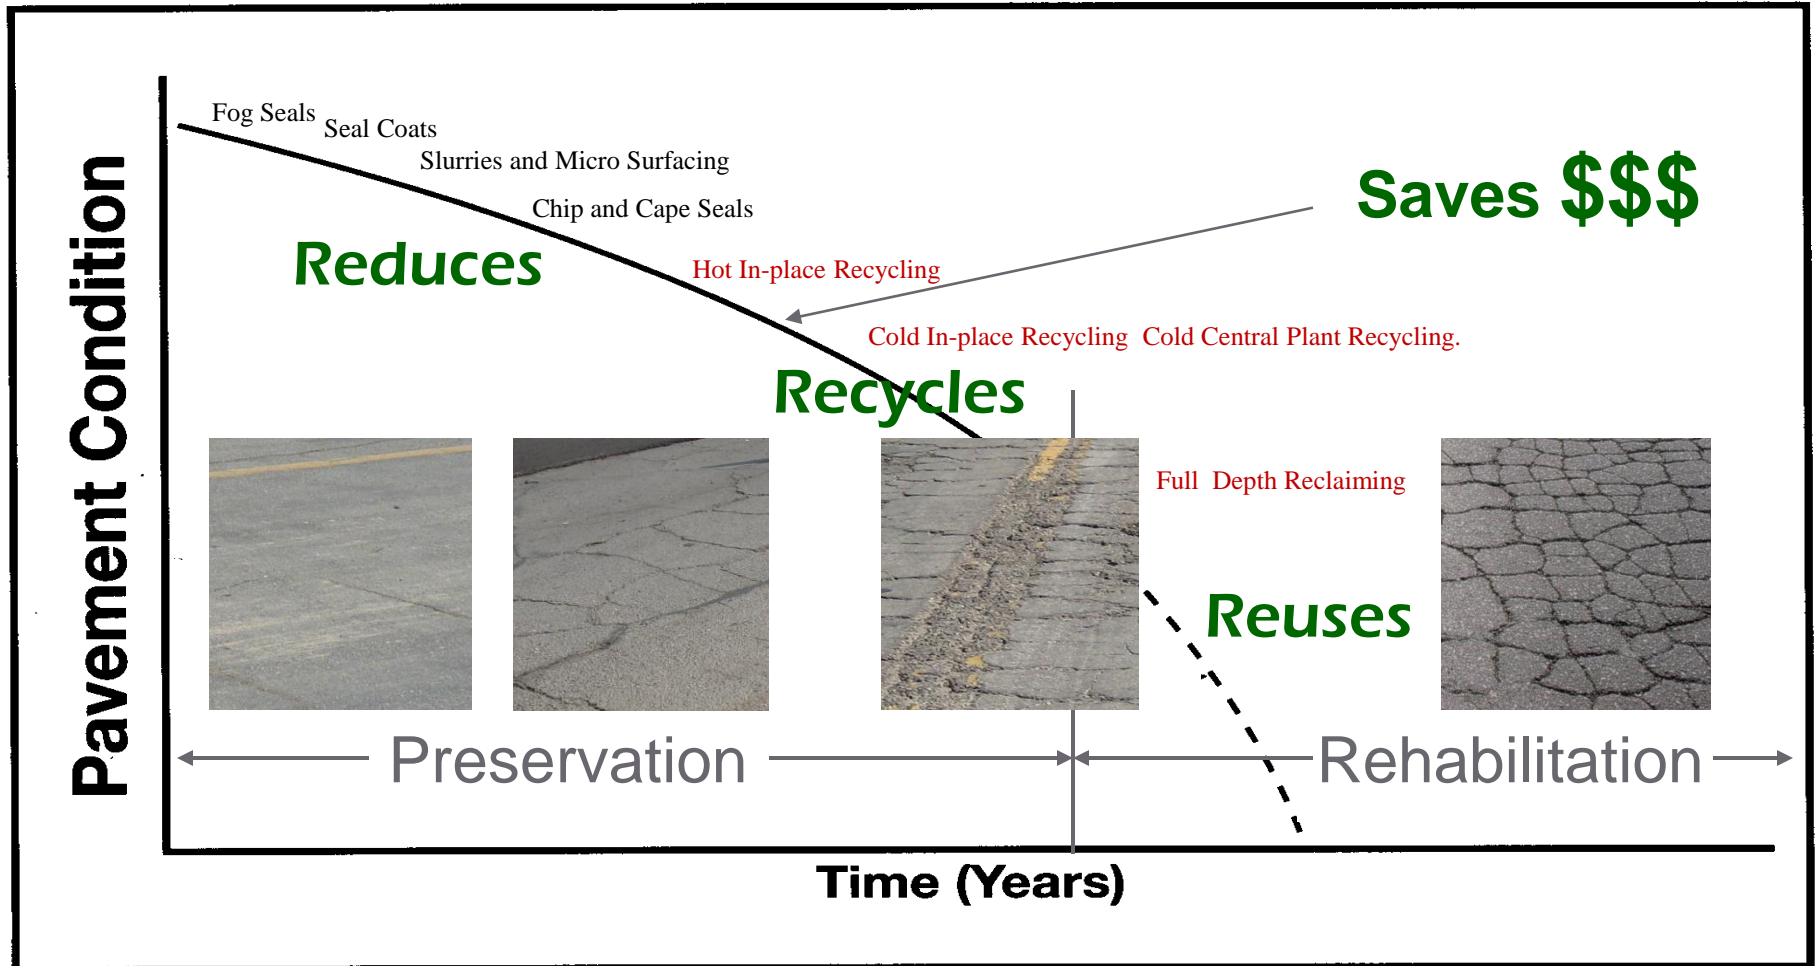 Fog Seals
Seal Coats
Slurries and Micro Surfacing
Chip and Cape Seals
Saves $$$
Reduces
Hot In-place Recycling
Cold In-place Recycling  Cold Central Plant Recycling.
Recycles
Full  Depth Reclaiming
Reuses
Preservation
Rehabilitation
Pavement Condition
Time (Years)